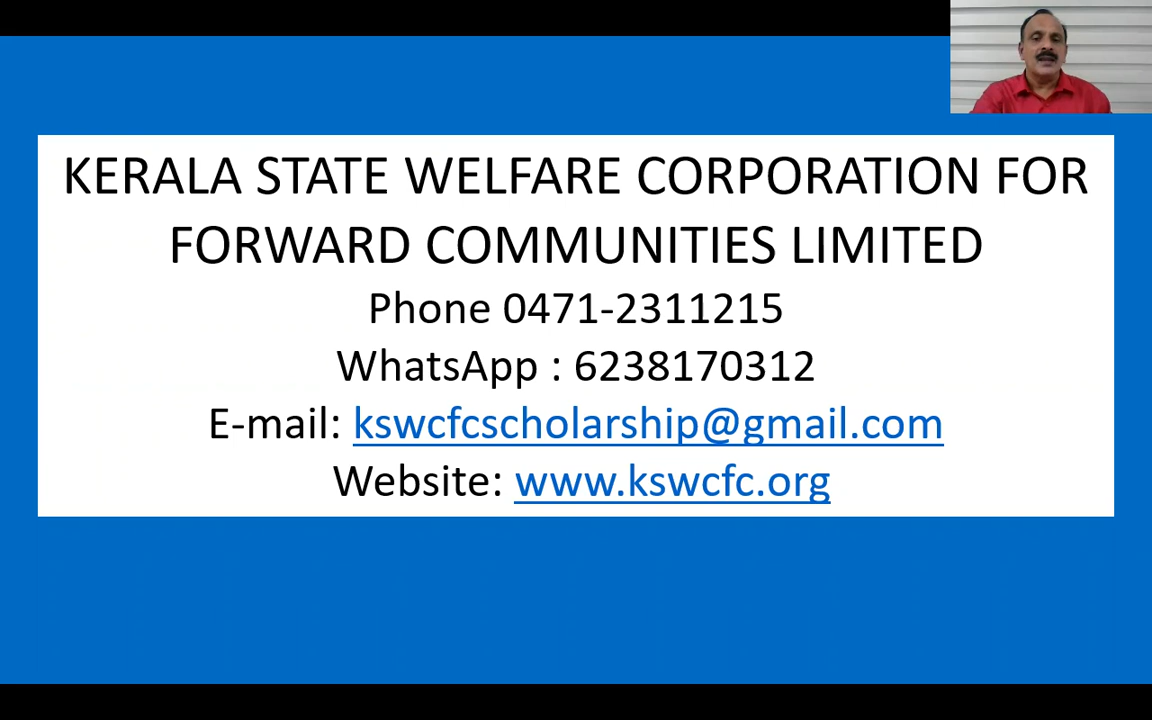 KERALA STATE WELFARE CORPORATION FOR
FORWARD COMMUNITIES LIMITED
Phone 0471-2311215
WhatsApp : 6238170312
E-mail: kswcfcscholarship@gmail.com
Website: www.kswcfc.org